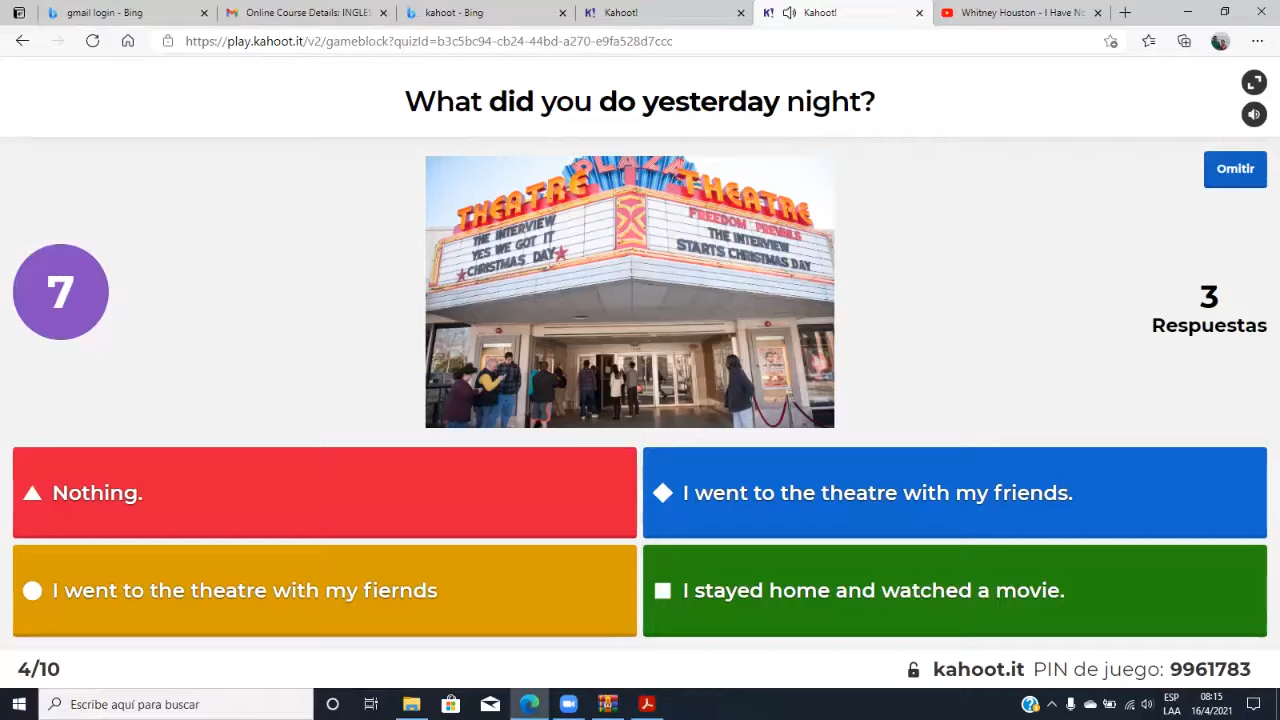 gmail login - Bing
Online Course Details: INGLES
kahoot - Bing
Kahoot!
Kahoot!
Whitney Houston - I Have No
https://play.kahoot.it/v2/gameblock?quizId=b3c5bc94-cb24-44bd-a270-e9fa528d7ccc
What did you do yesterday night?
Omitir
PLAZA
THEATRE
THEATRE
THE INTERVIEW
YES WE GOT IT
CHRISTMAS DAY
FREEDOM PREVAILS
THE INTERVIEW
STARTS CHRISTMAS DAY
7
3
Respuestas
Nothing.
I went to the theatre with my friends.
I went to the theatre with my fiernds
I stayed home and watched a movie.
4/10
kahoot.it PIN de juego: 9961783
Escribe aquí para buscar
ESP
LAA
08:15
16/4/2021